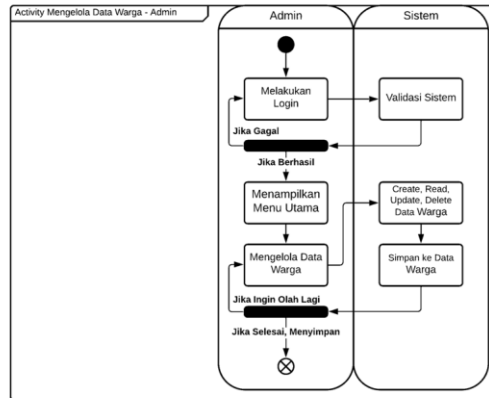 Activity Mengelola Data Warga - Admin
Admin
Sistem
Melakukan
Login
Validasi Sistem
Jika Gagal
Jika Berhasil
Menampilkan
Menu Utama
Create, Read,
Update, Delete
Data Warga
Mengelola Data
Warga
Simpan ke Data
Warga
Jika Ingin Olah Lagi
Jika Selesai, Menyimpan